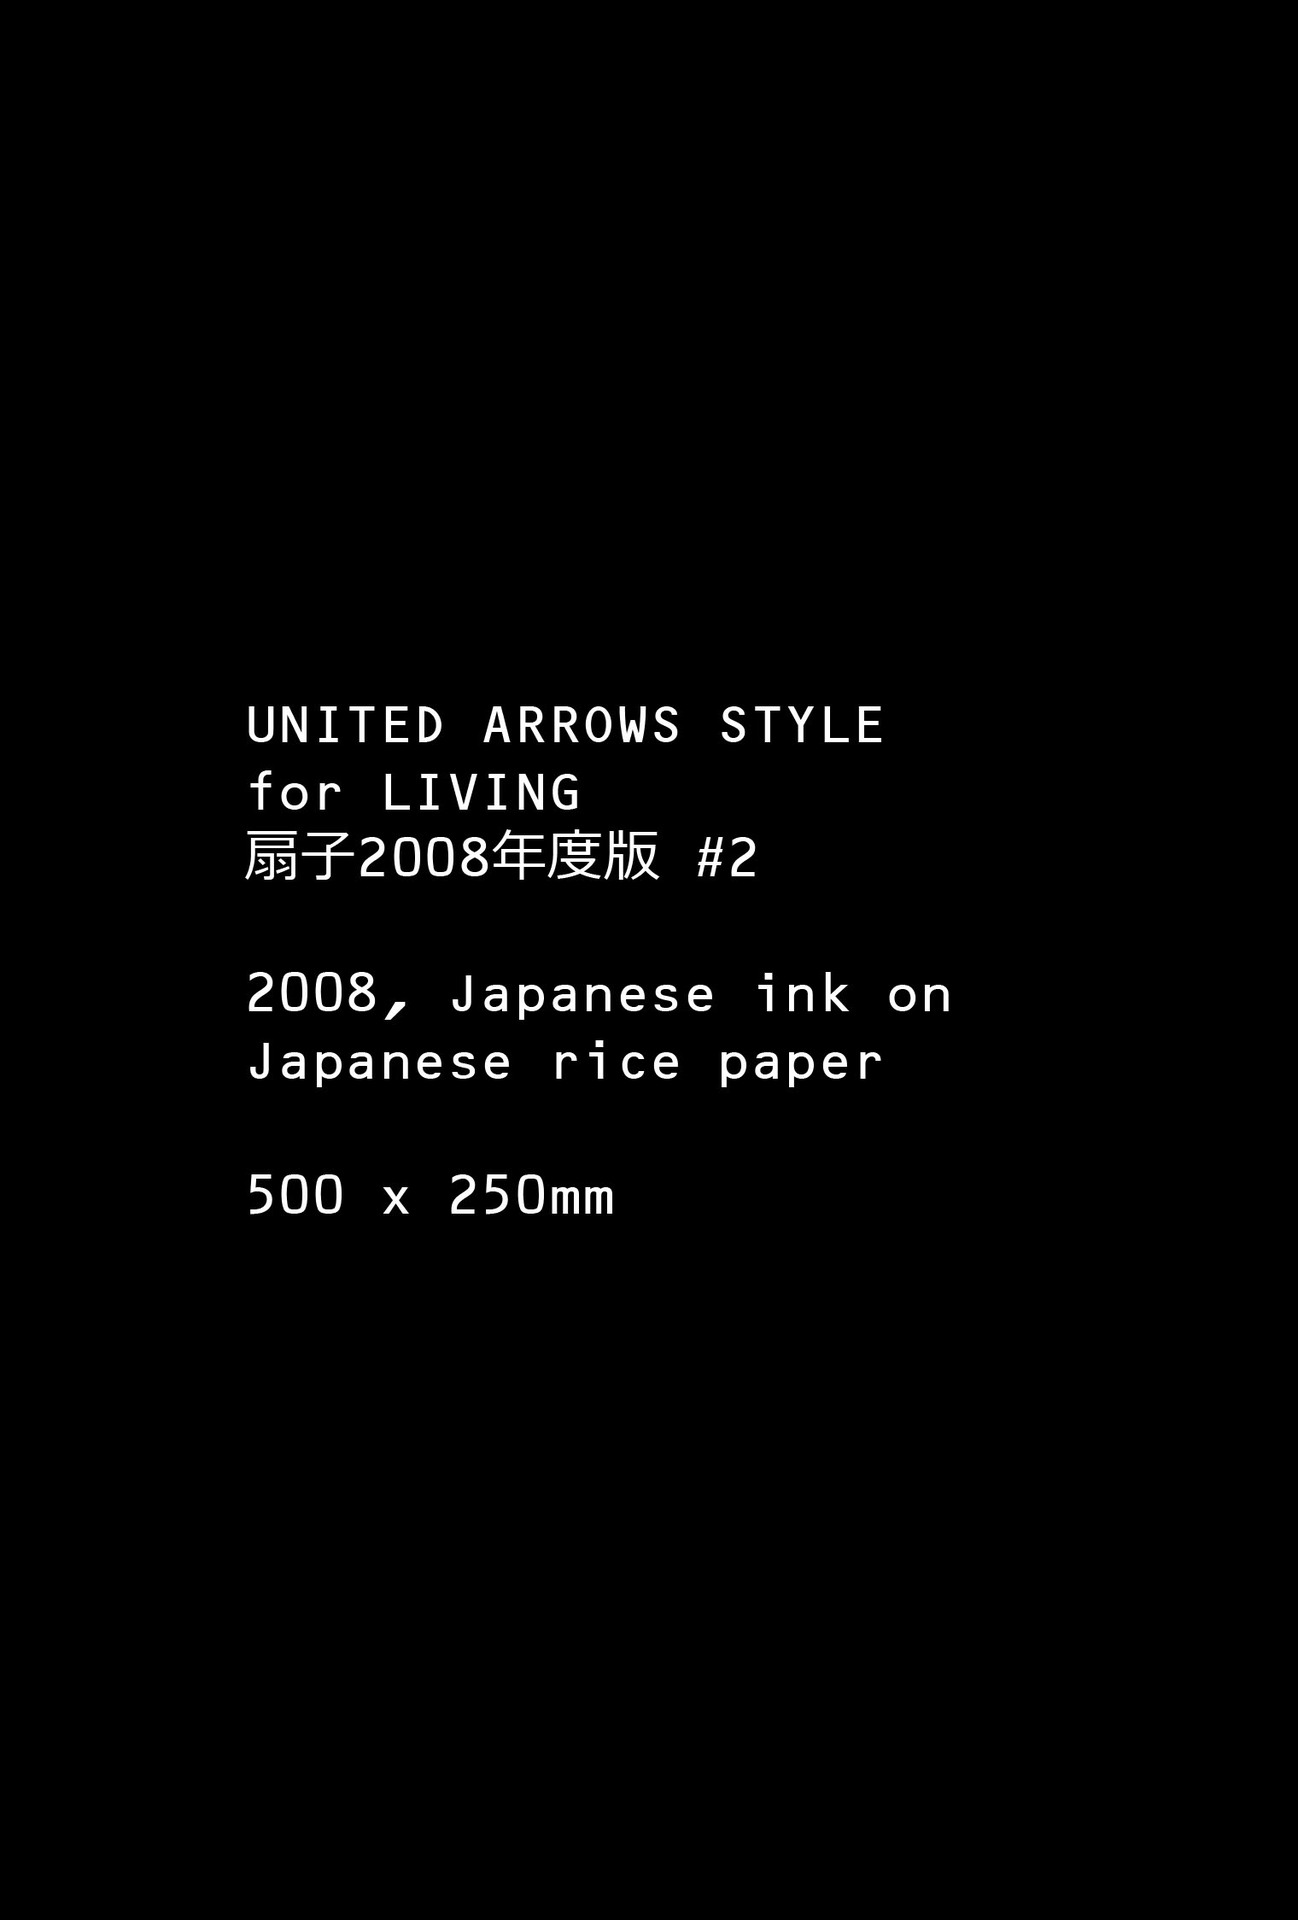 UNITED ARROWS STYLE
for LIVING
扇子2008年度版 #2
2008, Japanese ink on
Japanese rice paper
500 x 250mm